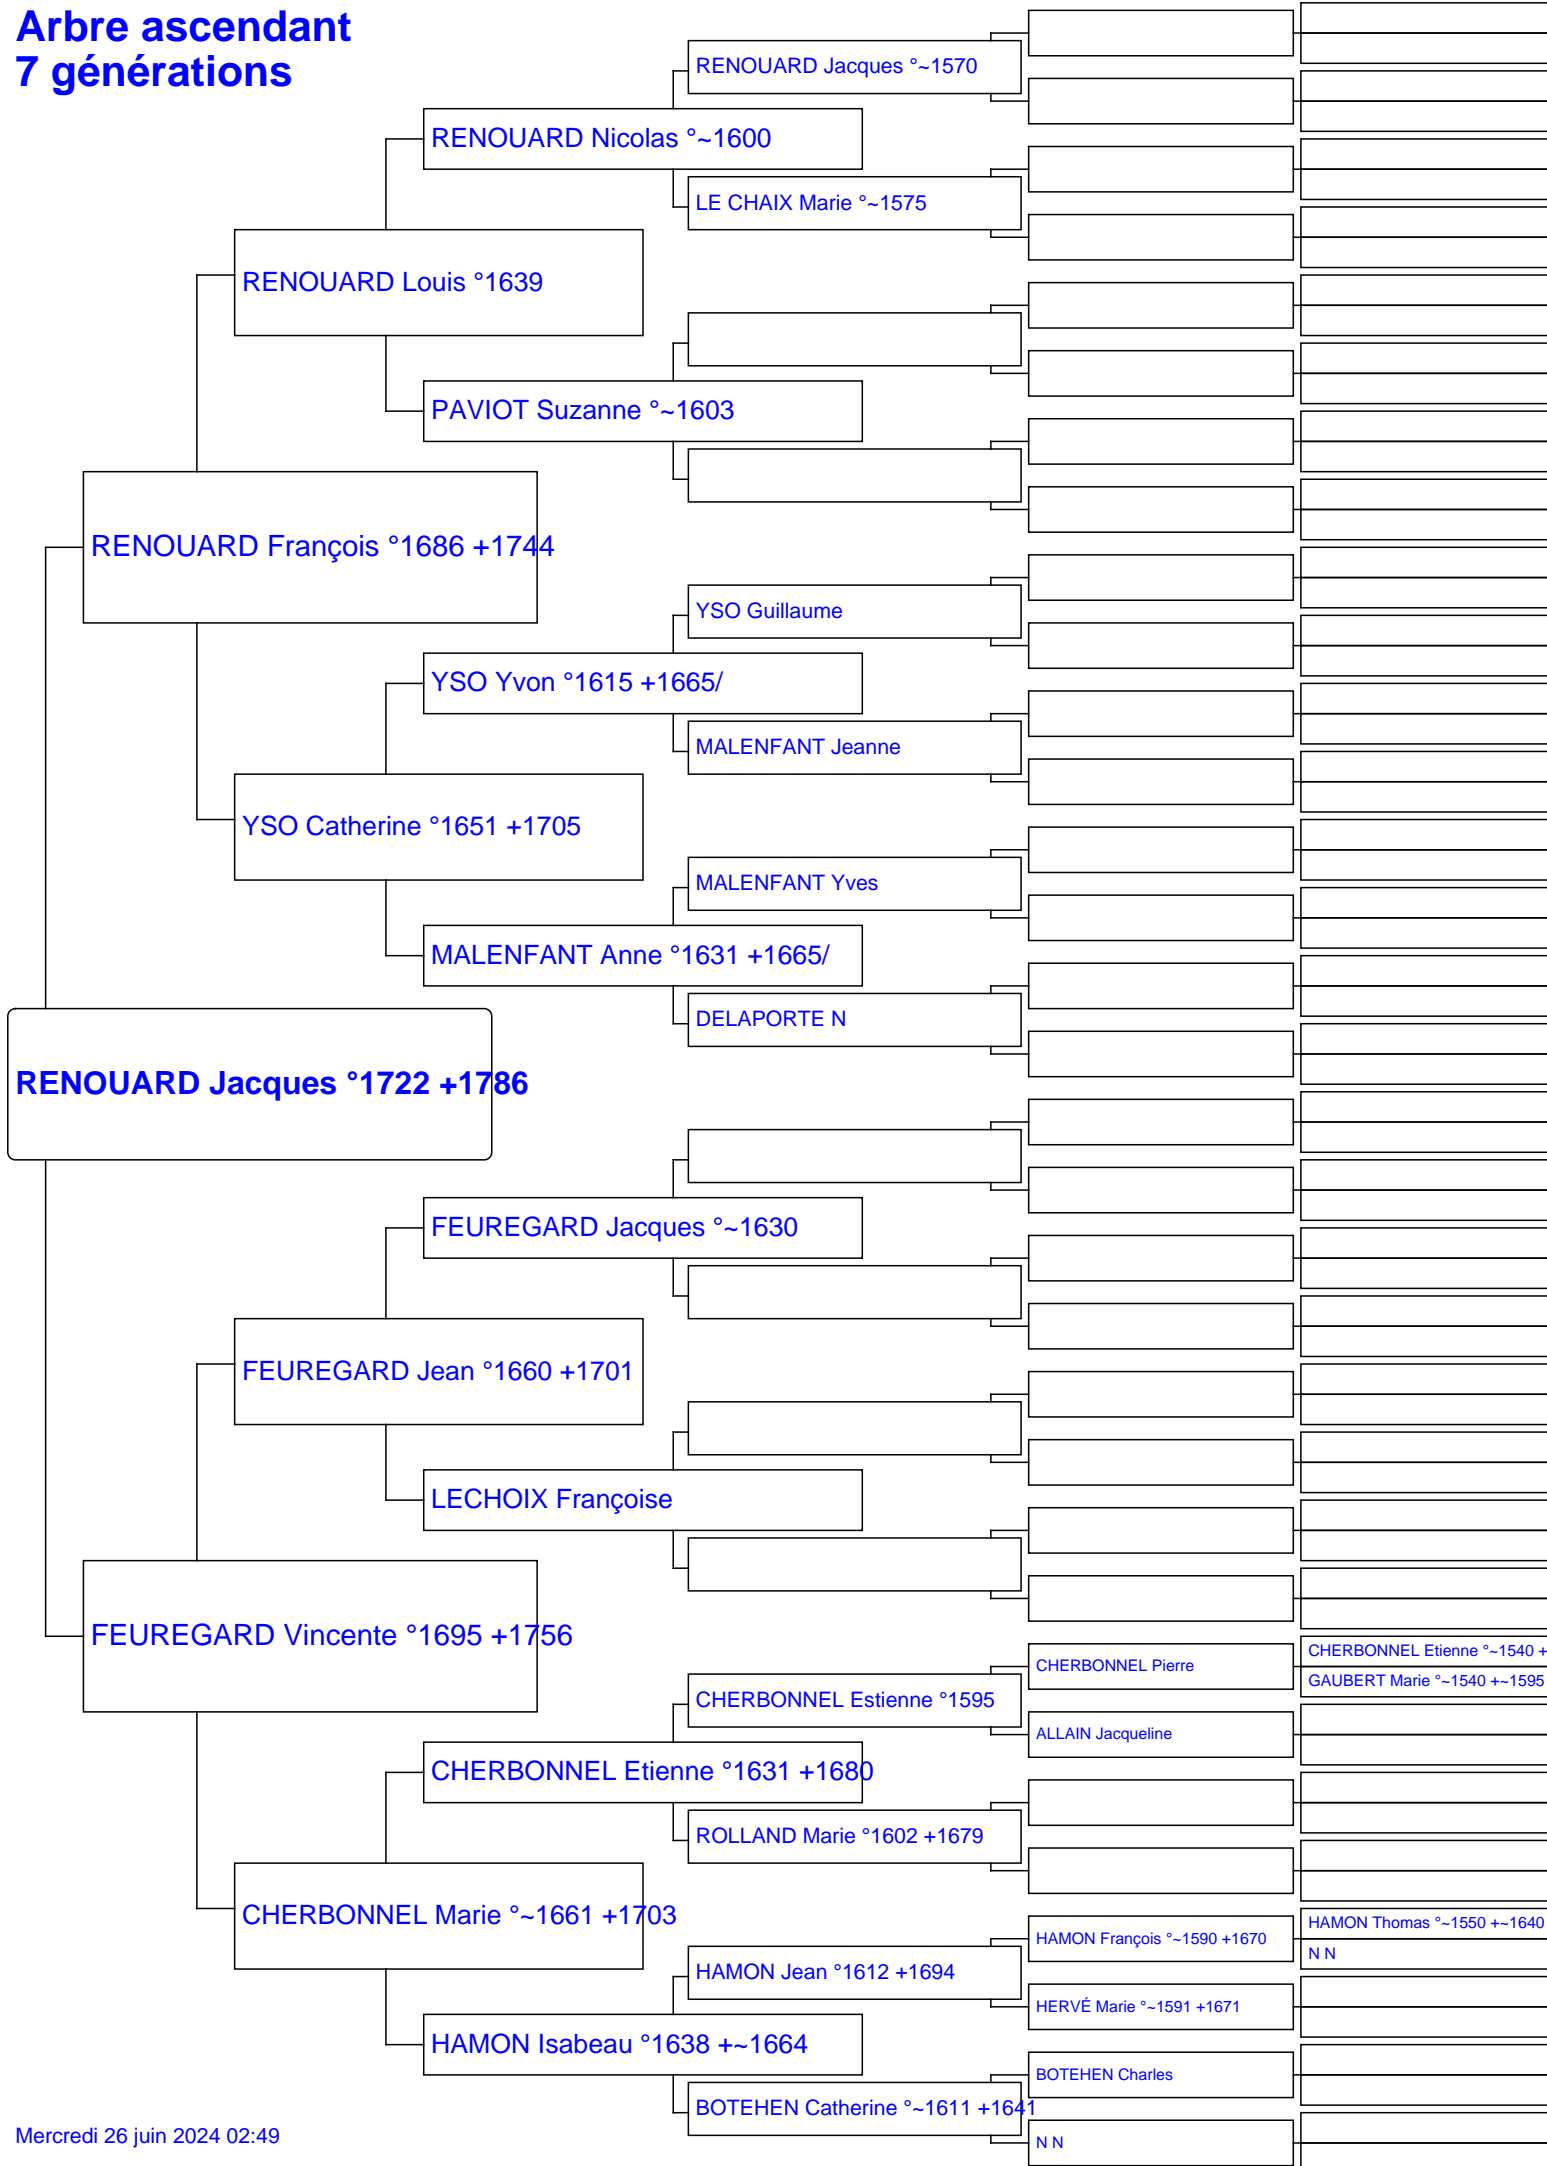 Arbre ascendant
7 générations
RENOUARD Jacques °~1570
RENOUARD Nicolas °~1600
LE CHAIX Marie °~1575
RENOUARD Louis °1639
PAVIOT Suzanne °~1603
RENOUARD François °1686 +1744
YSO Guillaume
YSO Yvon °1615 +1665/
MALENFANT Jeanne
YSO Catherine °1651 +1705
MALENFANT Yves
MALENFANT Anne °1631 +1665/
DELAPORTE N
RENOUARD Jacques °1722 +1786
FEUREGARD Jacques °~1630
FEUREGARD Jean °1660 +1701
LECHOIX Françoise
FEUREGARD Vincente °1695 +1756
CHERBONNEL Etienne °~1540 +
CHERBONNEL Pierre
GAUBERT Marie °~1540 +~1595
CHERBONNEL Estienne °1595
ALLAIN Jacqueline
CHERBONNEL Etienne °1631 +1680
ROLLAND Marie °1602 +1679
CHERBONNEL Marie °~1661 +1703
HAMON Thomas °~1550 +~1640
HAMON François °~1590 +1670
N N
HAMON Jean °1612 +1694
HERVÉ Marie °~1591 +1671
HAMON Isabeau °1638 +~1664
BOTEHEN Charles
BOTEHEN Catherine °~1611 +1641
N N
Mercredi 26 juin 2024 02:49